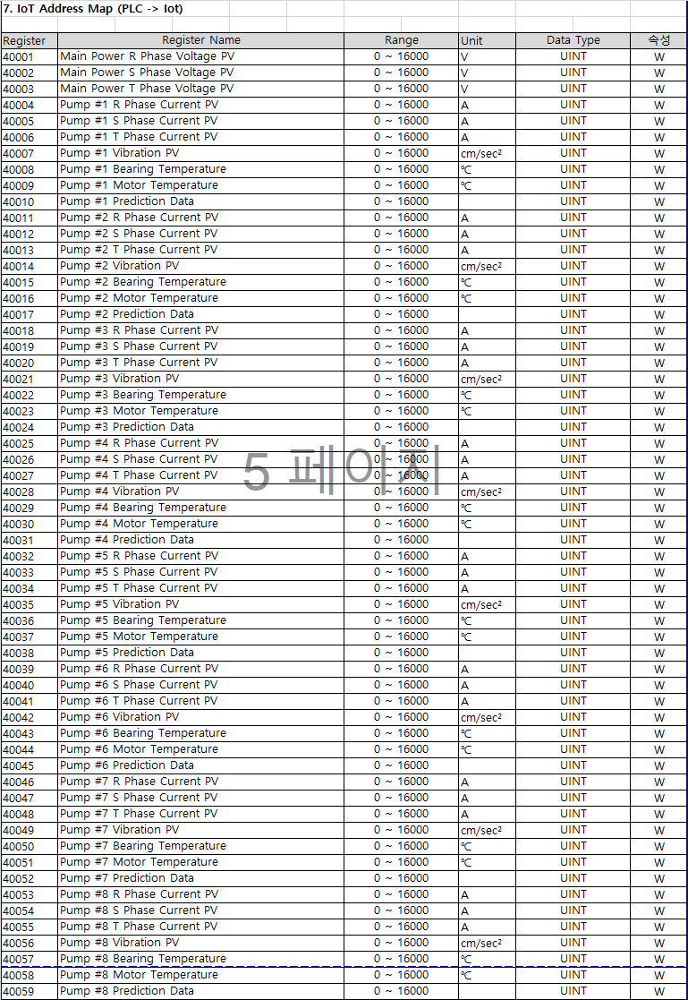 7. IoT Address Map (PLC -> Iot)
Register Register Name Range Unit Data Type 속성
40001 Main Power R Phase Voltage PV 0 ~ 16000 V UINT W
40002 Main Power S Phase Voltage PV 0 ~ 16000 V UINT W
40003 Main Power T Phase Voltage PV 0 ~ 16000 V UINT W
40004 Pump #1 R Phase Current PV 0 ~ 16000 A UINT W
40005 Pump #1 S Phase Current PV 0 ~ 16000 A UINT W
40006 Pump #1 T Phase Current PV 0 ~ 16000 A UINT W
40007 Pump #1 Vibration PV 0 ~ 16000 cm/sec² UINT W
40008 Pump #1 Bearing Temperature 0 ~ 16000 ℃ UINT W
40009 Pump #1 Motor Temperature 0 ~ 16000 ℃ UINT W
40010 Pump #1 Prediction Data 0 ~ 16000 UINT W
40011 Pump #2 R Phase Current PV 0 ~ 16000 A UINT W
40012 Pump #2 S Phase Current PV 0 ~ 16000 A UINT W
40013 Pump #2 T Phase Current PV 0 ~ 16000 A UINT W
40014 Pump #2 Vibration PV 0 ~ 16000 cm/sec² UINT W
40015 Pump #2 Bearing Temperature 0 ~ 16000 ℃ UINT W
40016 Pump #2 Motor Temperature 0 ~ 16000 ℃ UINT W
40017 Pump #2 Prediction Data 0 ~ 16000 UINT W
40018 Pump #3 R Phase Current PV 0 ~ 16000 A UINT W
40019 Pump #3 S Phase Current PV 0 ~ 16000 A UINT W
40020 Pump #3 T Phase Current PV 0 ~ 16000 A UINT W
40021 Pump #3 Vibration PV 0 ~ 16000 cm/sec² UINT W
40022 Pump #3 Bearing Temperature 0 ~ 16000 ℃ UINT W
40023 Pump #3 Motor Temperature 0 ~ 16000 ℃ UINT W
40024 Pump #3 Prediction Data 0 ~ 16000 UINT W
40025 Pump #4 R Phase Current PV 0 ~ 16000 A UINT W
40026 Pump #4 S Phase Current PV 0 ~ 16000 A UINT W
5 페이지
40027 Pump #4 T Phase Current PV 0 ~ 16000 A UINT W
40028 Pump #4 Vibration PV 0 ~ 16000 cm/sec² UINT W
40029 Pump #4 Bearing Temperature 0 ~ 16000 ℃ UINT W
40030 Pump #4 Motor Temperature 0 ~ 16000 ℃ UINT W
40031 Pump #4 Prediction Data 0 ~ 16000 UINT W
40032 Pump #5 R Phase Current PV 0 ~ 16000 A UINT W
40033 Pump #5 S Phase Current PV 0 ~ 16000 A UINT W
40034 Pump #5 T Phase Current PV 0 ~ 16000 A UINT W
40035 Pump #5 Vibration PV 0 ~ 16000 cm/sec² UINT W
40036 Pump #5 Bearing Temperature 0 ~ 16000 ℃ UINT W
40037 Pump #5 Motor Temperature 0 ~ 16000 ℃ UINT W
40038 Pump #5 Prediction Data 0 ~ 16000 UINT W
40039 Pump #6 R Phase Current PV 0 ~ 16000 A UINT W
40040 Pump #6 S Phase Current PV 0 ~ 16000 A UINT W
40041 Pump #6 T Phase Current PV 0 ~ 16000 A UINT W
40042 Pump #6 Vibration PV 0 ~ 16000 cm/sec² UINT W
40043 Pump #6 Bearing Temperature 0 ~ 16000 ℃ UINT W
40044 Pump #6 Motor Temperature 0 ~ 16000 ℃ UINT W
40045 Pump #6 Prediction Data 0 ~ 16000 UINT W
40046 Pump #7 R Phase Current PV 0 ~ 16000 A UINT W
40047 Pump #7 S Phase Current PV 0 ~ 16000 A UINT W
40048 Pump #7 T Phase Current PV 0 ~ 16000 A UINT W
40049 Pump #7 Vibration PV 0 ~ 16000 cm/sec² UINT W
40050 Pump #7 Bearing Temperature 0 ~ 16000 ℃ UINT W
40051 Pump #7 Motor Temperature 0 ~ 16000 ℃ UINT W
40052 Pump #7 Prediction Data 0 ~ 16000 UINT W
40053 Pump #8 R Phase Current PV 0 ~ 16000 A UINT W
40054 Pump #8 S Phase Current PV 0 ~ 16000 A UINT W
40055 Pump #8 T Phase Current PV 0 ~ 16000 A UINT W
40056 Pump #8 Vibration PV 0 ~ 16000 cm/sec² UINT W
40057 Pump #8 Bearing Temperature 0 ~ 16000 ℃ UINT W
40058 Pump #8 Motor Temperature 0 ~ 16000 ℃ UINT W
40059 Pump #8 Prediction Data 0 ~ 16000 UINT W